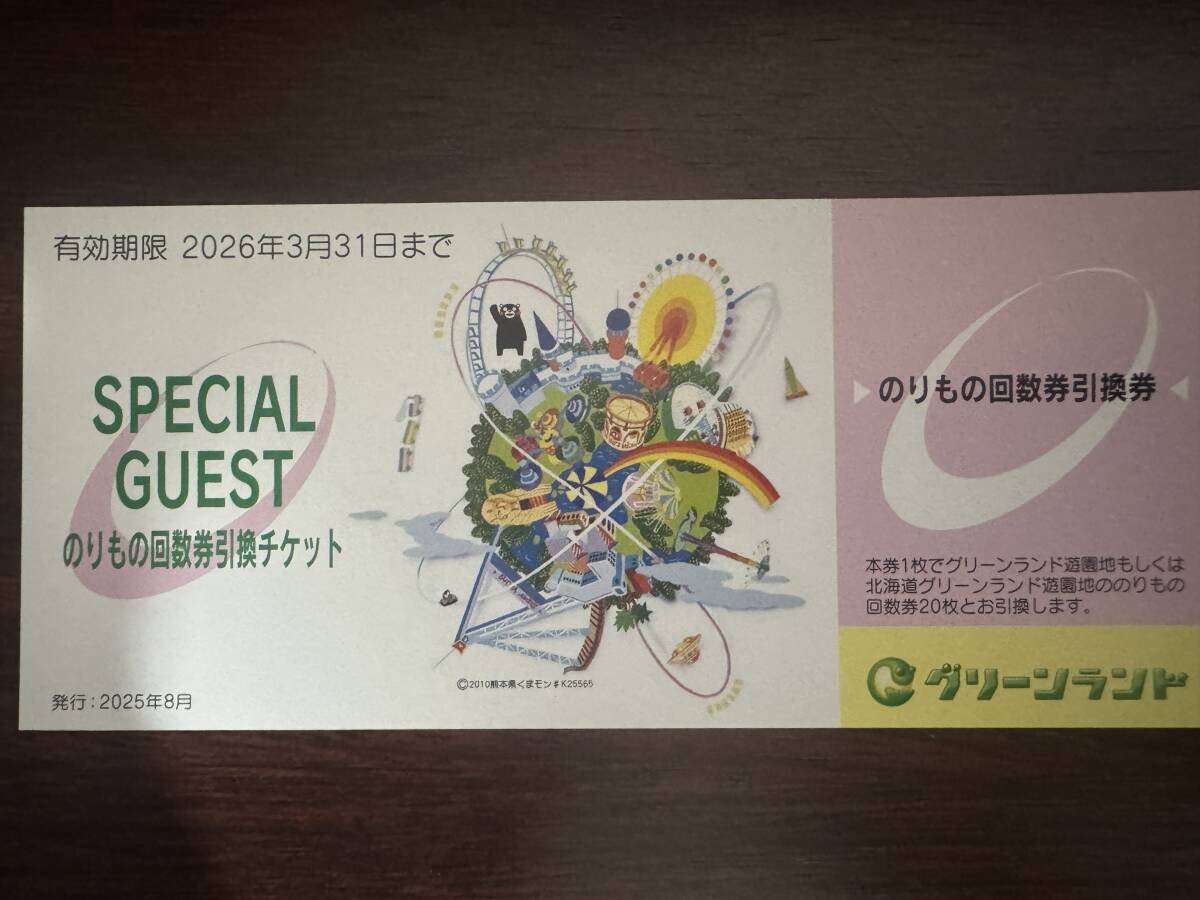 有効期限 2026年3月31日まで
SPECIAL
GUEST
のりもの回数券引換チケット
発行：2025年8月
©2010熊本県くまモン#K25565
のりもの回数券引換券
本券1枚でグリーンランド遊園地もしくは
北海道グリーンランド遊園地ののりもの
回数券20枚とお引換します。
グリーンランド